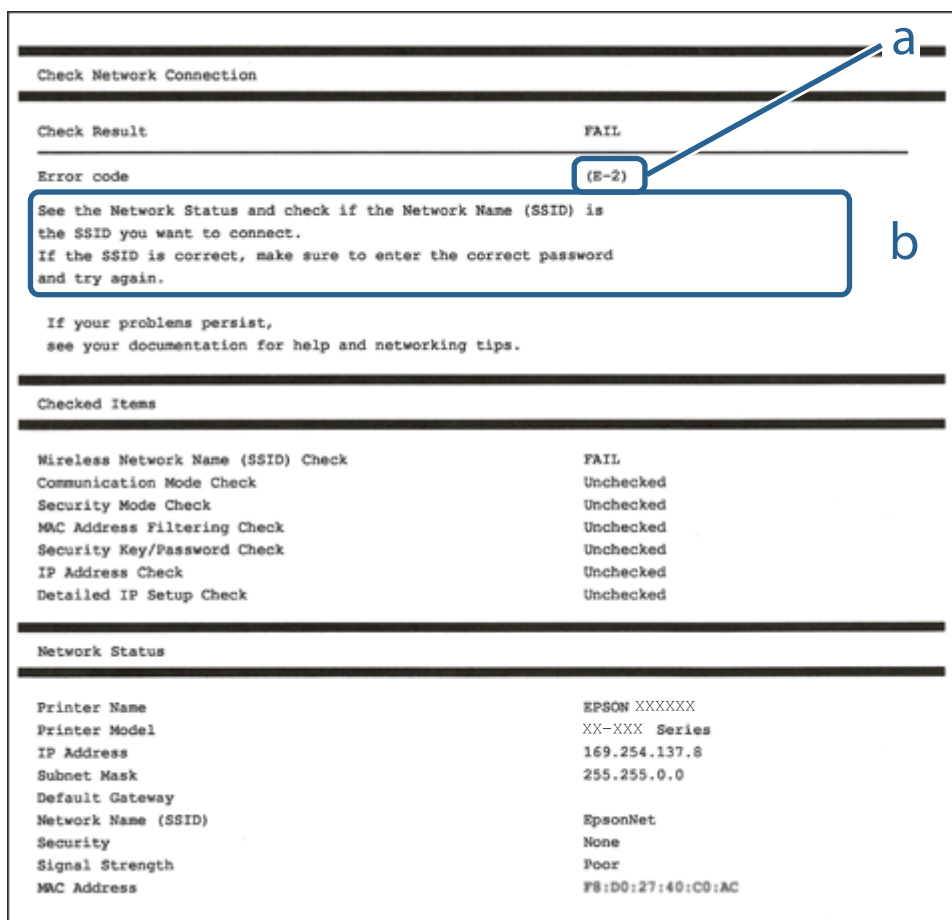 a
Check Network Connection
Check Result FAIL
Error code (E-2)
See the Network Status and check if the Network Name (SSID) is
the SSID you want to connect.
If the SSID is correct, make sure to enter the correct password
and try again.
b
If your problems persist,
see your documentation for help and networking tips.
Checked Items
Wireless Network Name (SSID) Check FAIL
Communication Mode Check Unchecked
Security Mode Check Unchecked
MAC Address Filtering Check Unchecked
Security Key/Password Check Unchecked
IP Address Check Unchecked
Detailed IP Setup Check Unchecked
Network Status
Printer Name EPSON XXXXXX
Printer Model XX-XXX Series
IP Address 169.254.137.8
Subnet Mask 255.255.0.0
Default Gateway
Network Name (SSID) EpsonNet
Security None
Signal Strength Poor
MAC Address F8:D0:27:40:C0:AC